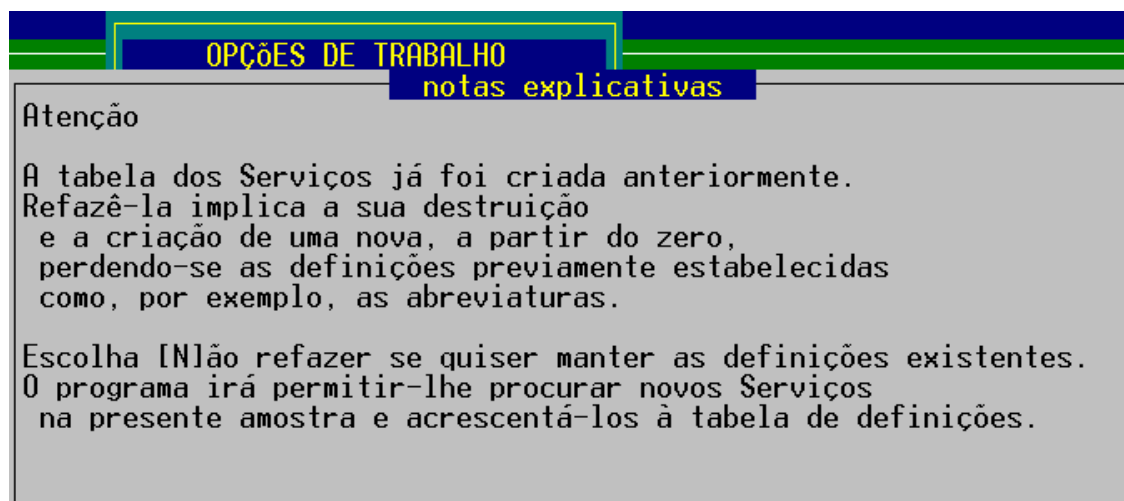 OPÇõES DE TRABALHO
notas explicativas
Atenção
A tabela dos Serviços já foi criada anteriormente.
Refazê-la implica a sua destruição
e a criação de uma nova, a partir do zero,
perdendo-se as definições previamente estabelecidas
como, por exemplo, as abreviaturas.
Escolha [N]ão refazer se quiser manter as definições existentes.
O programa irá permitir-lhe procurar novos Serviços
na presente amostra e acrescentá-los à tabela de definições.